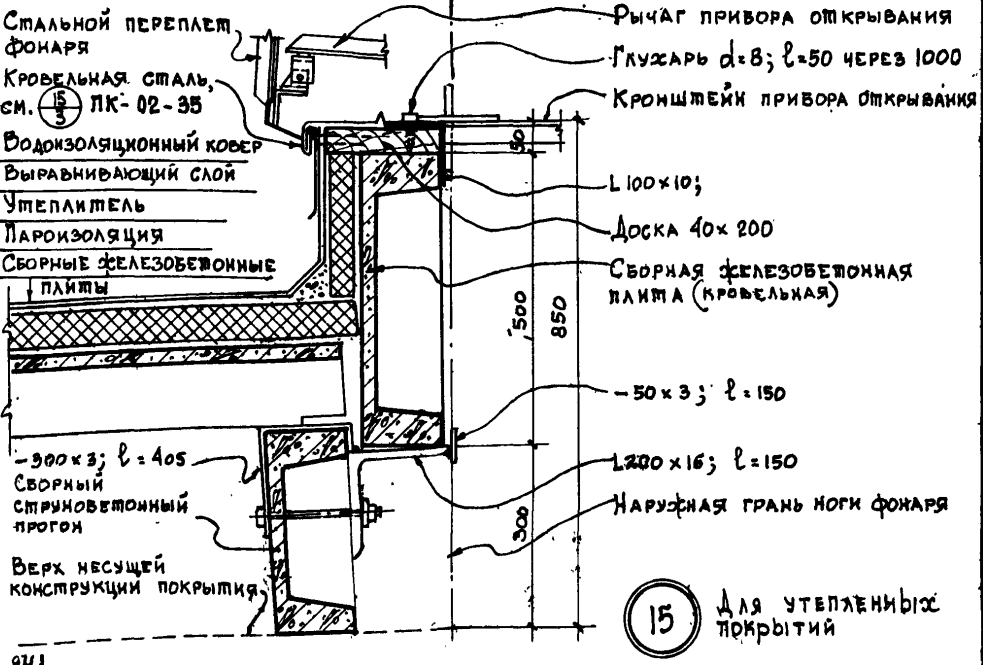 Стальной переплет
фонаря
Кровельная сталь,
см. 15/3 ПК-02-35
Водоизоляционный ковер
Выравнивающий слой
Утеплитель
Пароизоляция
Сборные железобетонные
плиты
-300×3; ℓ=405
Сборный
струнобетонный
прогон
Верх несущей
конструкции покрытия
Рычаг прибора открывания
Глухарь d=8; ℓ=50 через 1000
Кронштейн прибора открывания
L100×10;
Доска 40×200
Сборная железобетонная
плита (кровельная)
-50×3; ℓ=150
L200×16; ℓ=150
Наружная грань ноги фонаря
50
500
850
300
15
Для утепленных
покрытий